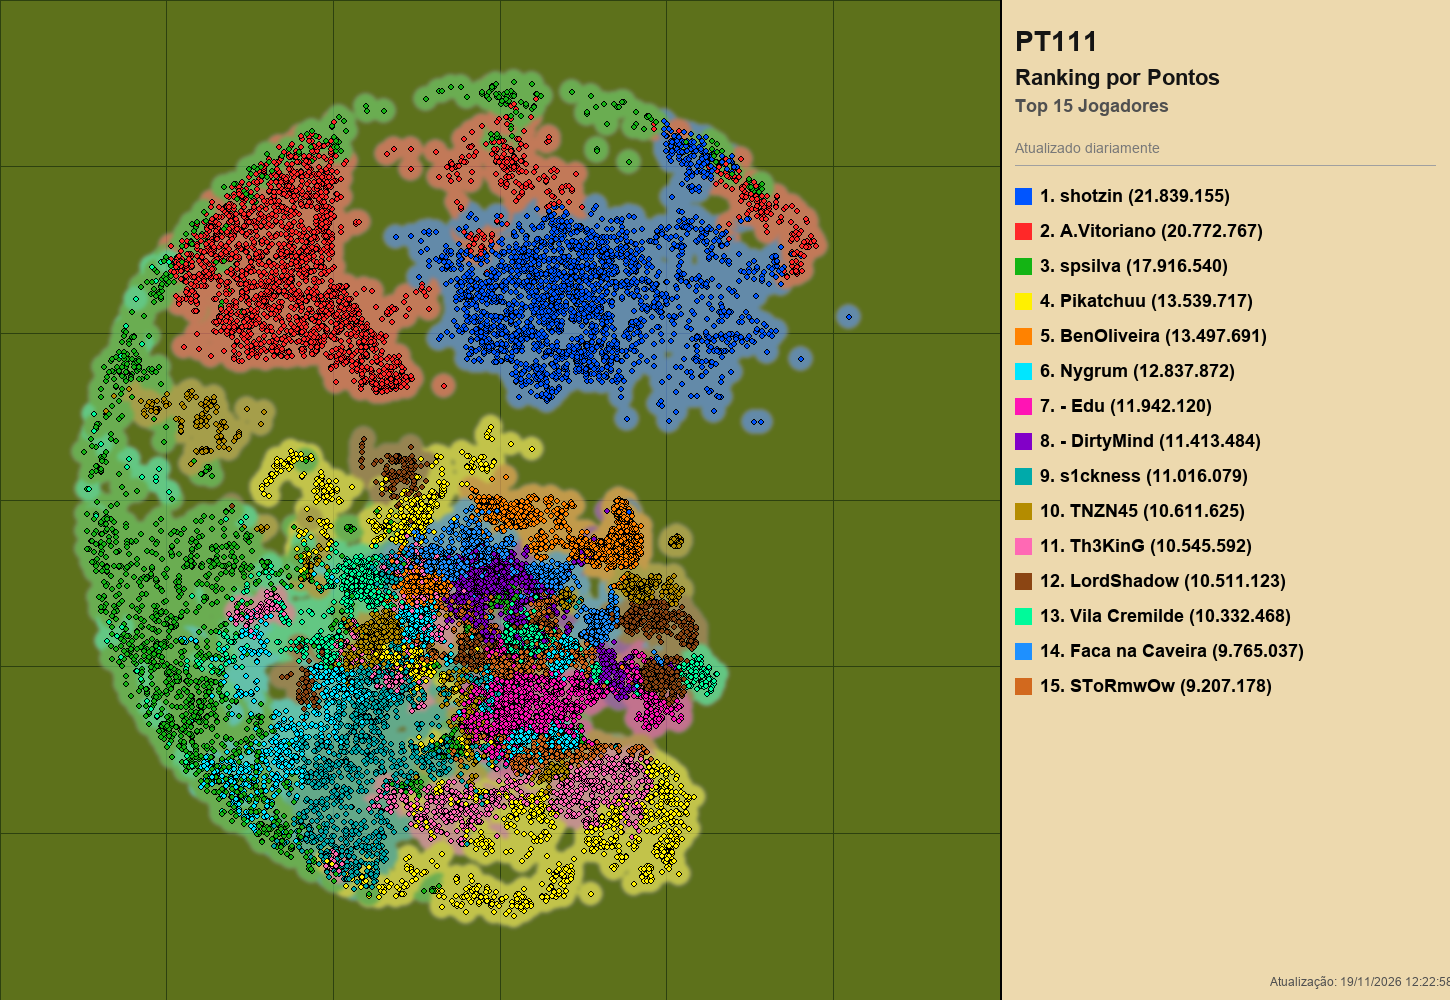 PT111
Ranking por Pontos
Top 15 Jogadores
Atualizado diariamente
1. shotzin (21.839.155)
2. A.Vitoriano (20.772.767)
3. spsilva (17.916.540)
4. Pikatchuu (13.539.717)
5. BenOliveira (13.497.691)
6. Nygrum (12.837.872)
7. - Edu (11.942.120)
8. - DirtyMind (11.413.484)
9. s1ckness (11.016.079)
10. TNZN45 (10.611.625)
11. Th3KinG (10.545.592)
12. LordShadow (10.511.123)
13. Vila Cremilde (10.332.468)
14. Faca na Caveira (9.765.037)
15. SToRmwOw (9.207.178)
Atualização: 19/11/2026 12:22:58